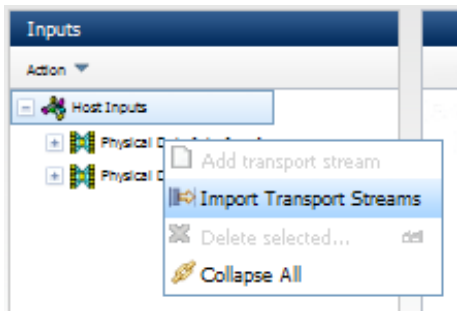 Inputs
Action
Host Inputs
Physical
Physical
Add transport stream
Import Transport Streams
Delete selected... del
Collapse All